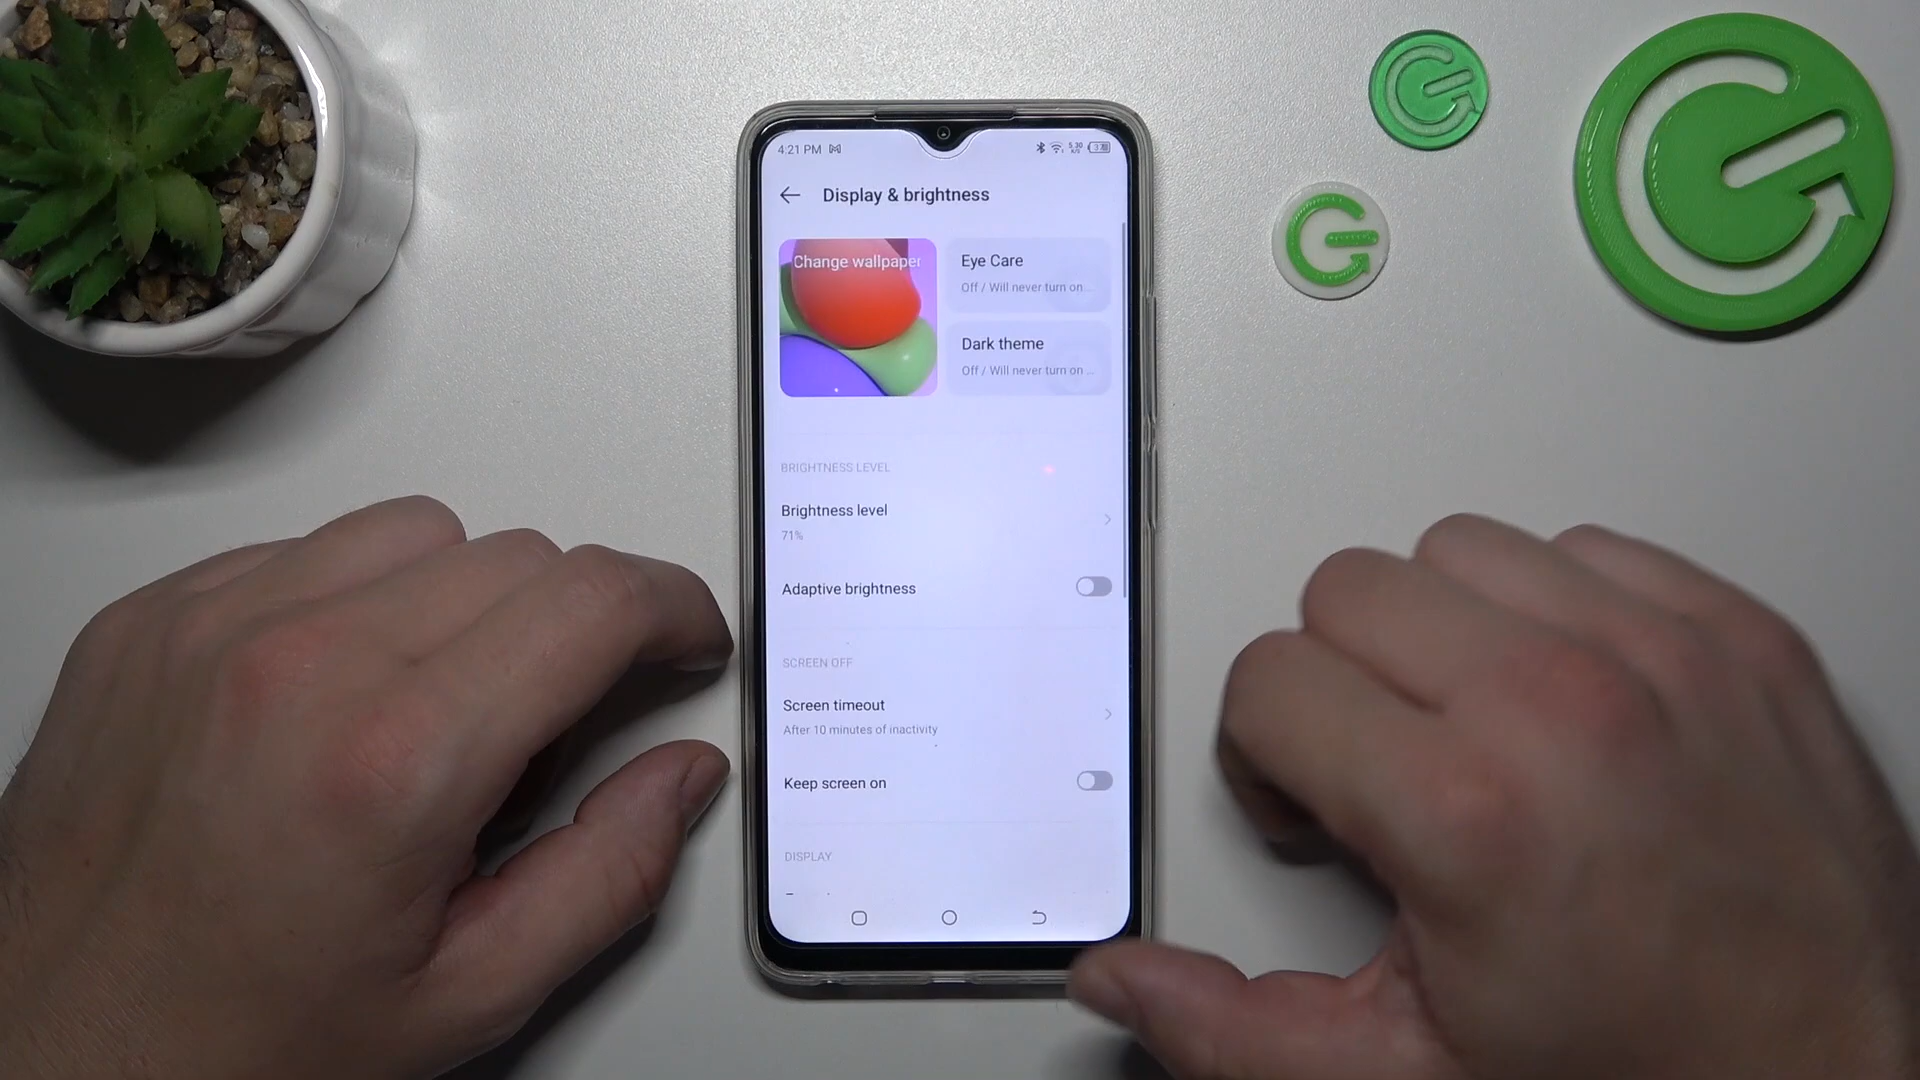 4:21 PM
Display & brightness
Change wallpaper
Eye Care
Off / Will never turn on...
Dark theme
Off / Will never turn on ...
BRIGHTNESS LEVEL
Brightness level
71%
Adaptive brightness
SCREEN OFF
Screen timeout
After 10 minutes of inactivity
Keep screen on
DISPLAY